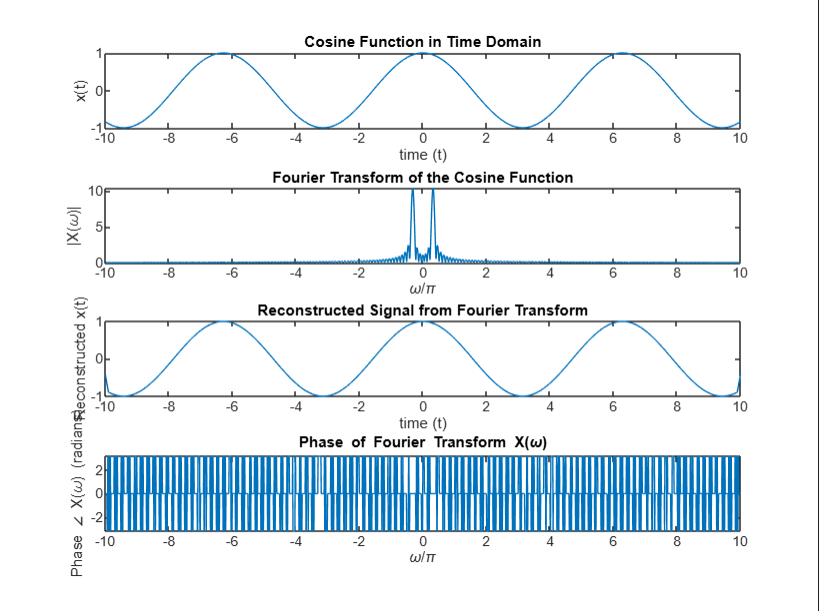 Cosine Function in Time Domain
x(t)
1
0
-1
-10 -8 -6 -4 -2 0 2 4 6 8 10
time (t)
Fourier Transform of the Cosine Function
|X(ω)|
10
5
0
-10 -8 -6 -4 -2 0 2 4 6 8 10
ω/π
Reconstructed Signal from Fourier Transform
Reconstructed x(t)
1
0
-1
-10 -8 -6 -4 -2 0 2 4 6 8 10
time (t)
Phase of Fourier Transform X(ω)
Phase ∠ X(ω) (radians)
2
0
-2
-10 -8 -6 -4 -2 0 2 4 6 8 10
ω/π